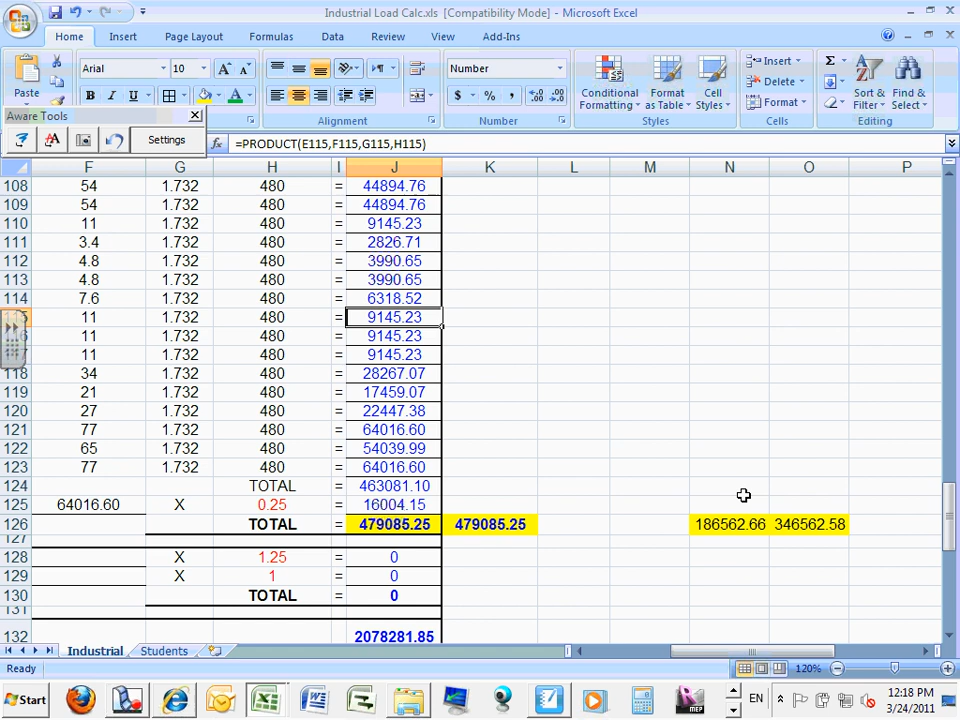 Industrial Load Calc.xls [Compatibility Mode] - Microsoft Excel
Home Insert Page Layout Formulas Data Review View Add-Ins
Paste Arial 10 A A Number Conditional Formatting Format as Table Cell Styles Insert Delete Format Σ Sort & Filter Find & Select
B I U A $ % ,
Alignment Number Styles Cells Editing
Aware Tools
Settings
fx =PRODUCT(E115,F115,G115,H115)
F G H I J K L M N O P
108 54 1.732 480 = 44894.76
109 54 1.732 480 = 44894.76
110 11 1.732 480 = 9145.23
111 3.4 1.732 480 = 2826.71
112 4.8 1.732 480 = 3990.65
113 4.8 1.732 480 = 3990.65
114 7.6 1.732 480 = 6318.52
115 11 1.732 480 = 9145.23
11 1.732 480 = 9145.23
11 1.732 480 = 9145.23
118 34 1.732 480 = 28267.07
119 21 1.732 480 = 17459.07
120 27 1.732 480 = 22447.38
121 77 1.732 480 = 64016.60
122 65 1.732 480 = 54039.99
123 77 1.732 480 = 64016.60
124 TOTAL = 463081.10
125 64016.60 X 0.25 = 16004.15
126 TOTAL = 479085.25 479085.25 186562.66 346562.58
127
128 X 1.25 = 0
129 X 1 = 0
130 TOTAL = 0
131
132 2078281.85
Industrial Students
Ready 120%
Start MEP EN 12:18 PM
3/24/2011